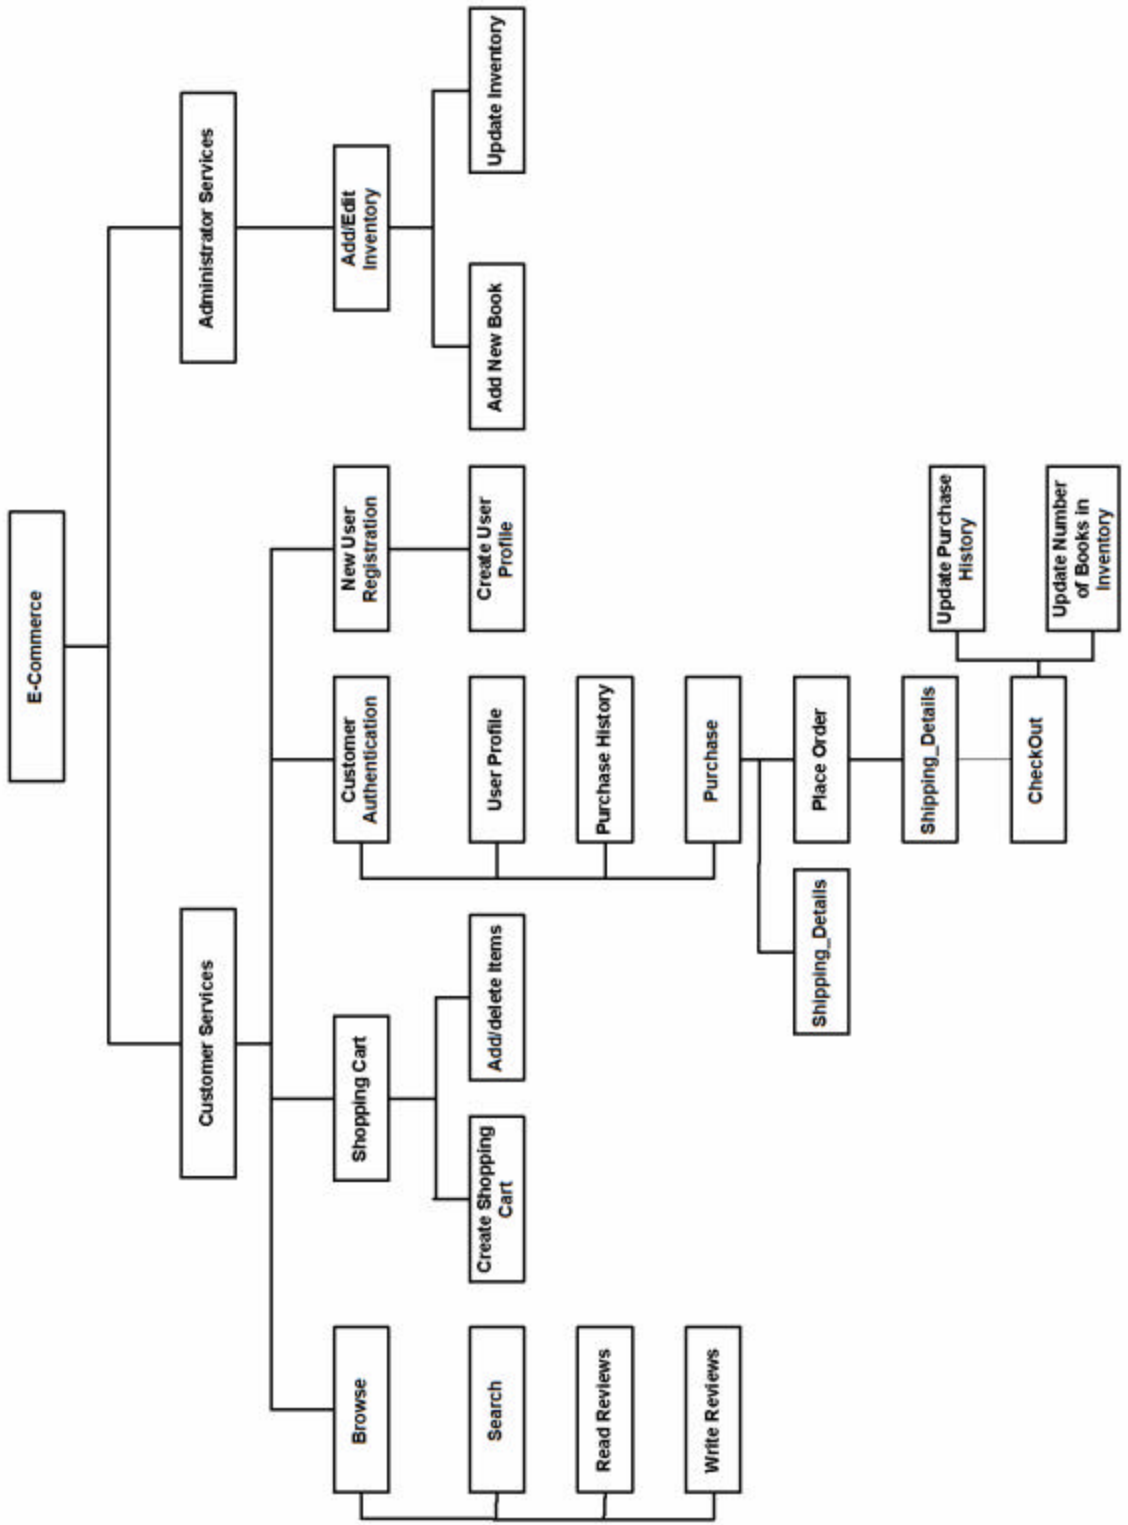 E-Commerce
Customer Services
Administrator Services
Browse
Shopping Cart
Customer
Authentication
New User
Registration
Add/Edit
Inventory
Search
Create Shopping
Cart
Add/delete Items
User Profile
Create User
Profile
Add New Book
Update Inventory
Read Reviews
Purchase History
Write Reviews
Purchase
Shipping_Details
Place Order
Shipping_Details
Update Purchase
History
CheckOut
Update Number
of Books in
Inventory